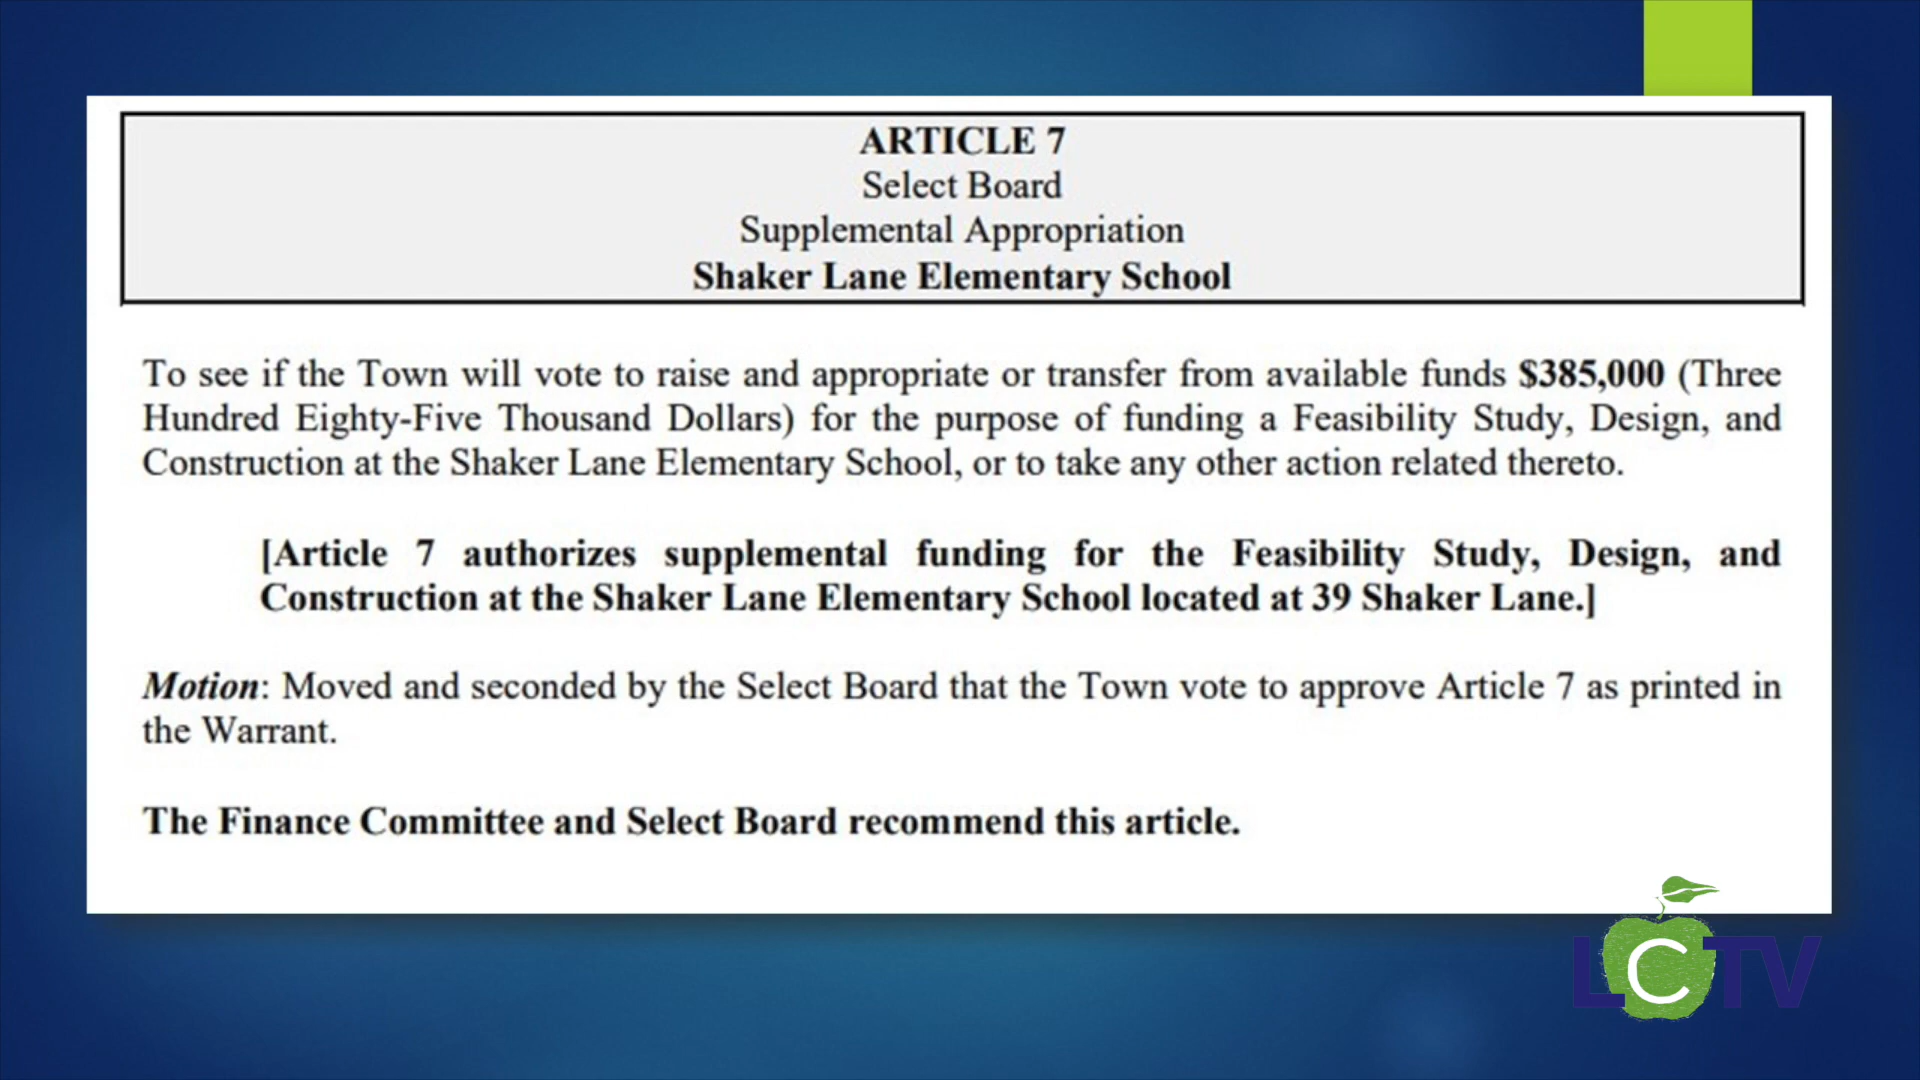 ARTICLE 7
Select Board
Supplemental Appropriation
Shaker Lane Elementary School
To see if the Town will vote to raise and appropriate or transfer from available funds $385,000 (Three
Hundred Eighty-Five Thousand Dollars) for the purpose of funding a Feasibility Study, Design, and
Construction at the Shaker Lane Elementary School, or to take any other action related thereto.
[Article 7 authorizes supplemental funding for the Feasibility Study, Design, and
Construction at the Shaker Lane Elementary School located at 39 Shaker Lane.]
Motion: Moved and seconded by the Select Board that the Town vote to approve Article 7 as printed in
the Warrant.
The Finance Committee and Select Board recommend this article.
LCTV